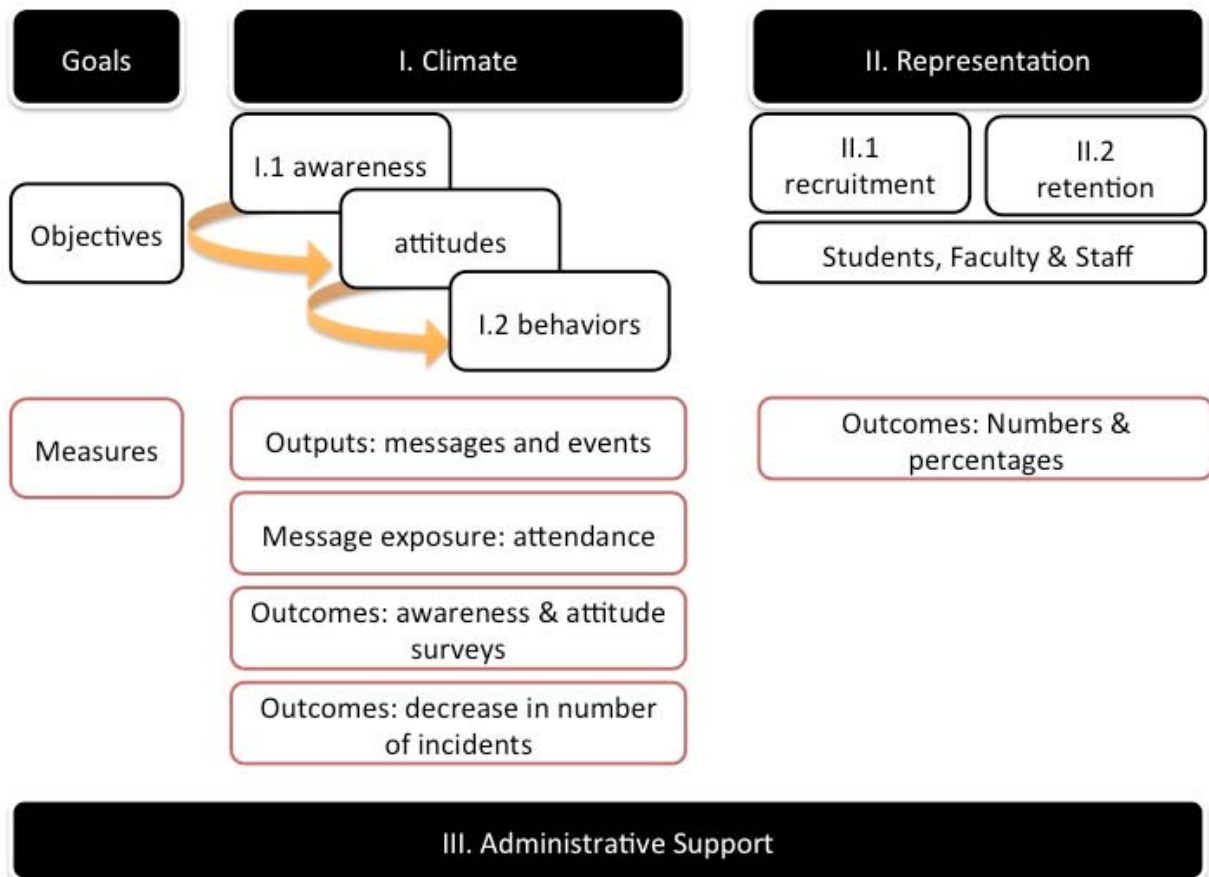 Goals
I. Climate
II. Representation
Objectives
I.1 awareness
attitudes
I.2 behaviors
II.1
recruitment
II.2
retention
Students, Faculty & Staff
Measures
Outputs: messages and events
Message exposure: attendance
Outcomes: awareness & attitude
surveys
Outcomes: decrease in number
of incidents
Outcomes: Numbers &
percentages
III. Administrative Support